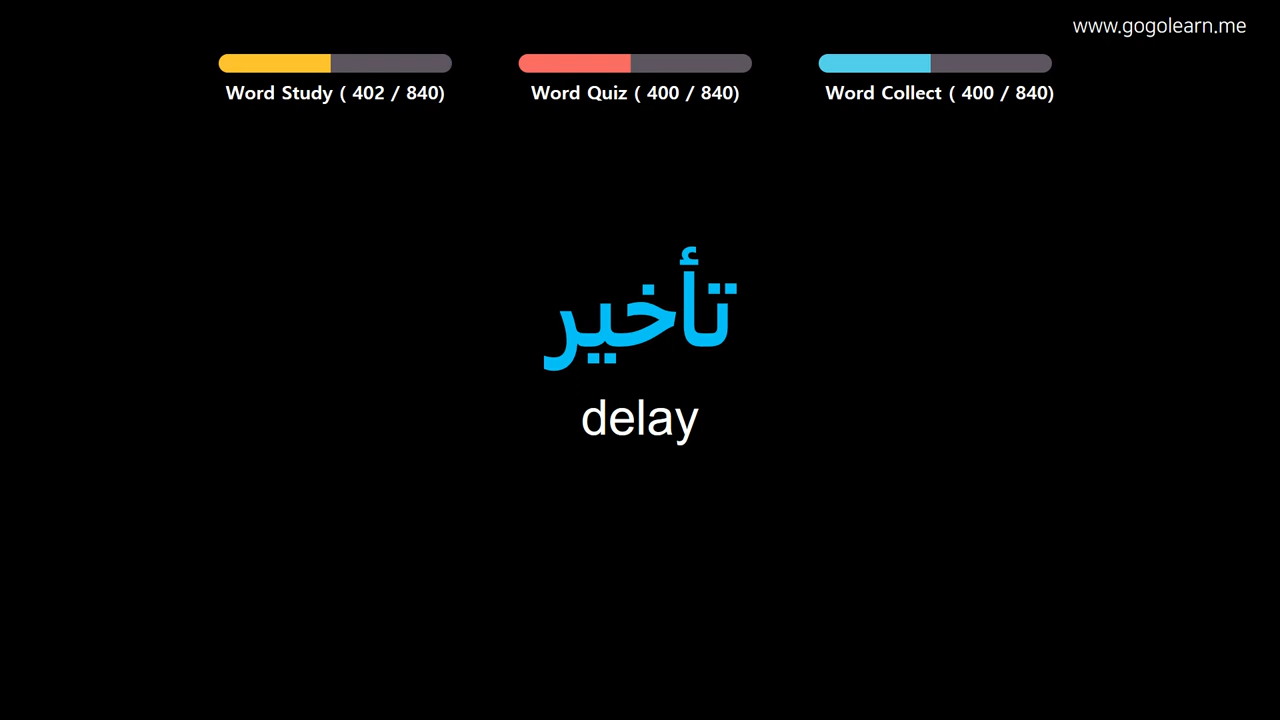 www.gogolearn.me
Word Study ( 402 / 840)
Word Quiz ( 400 / 840)
Word Collect ( 400 / 840)
تأخير
delay